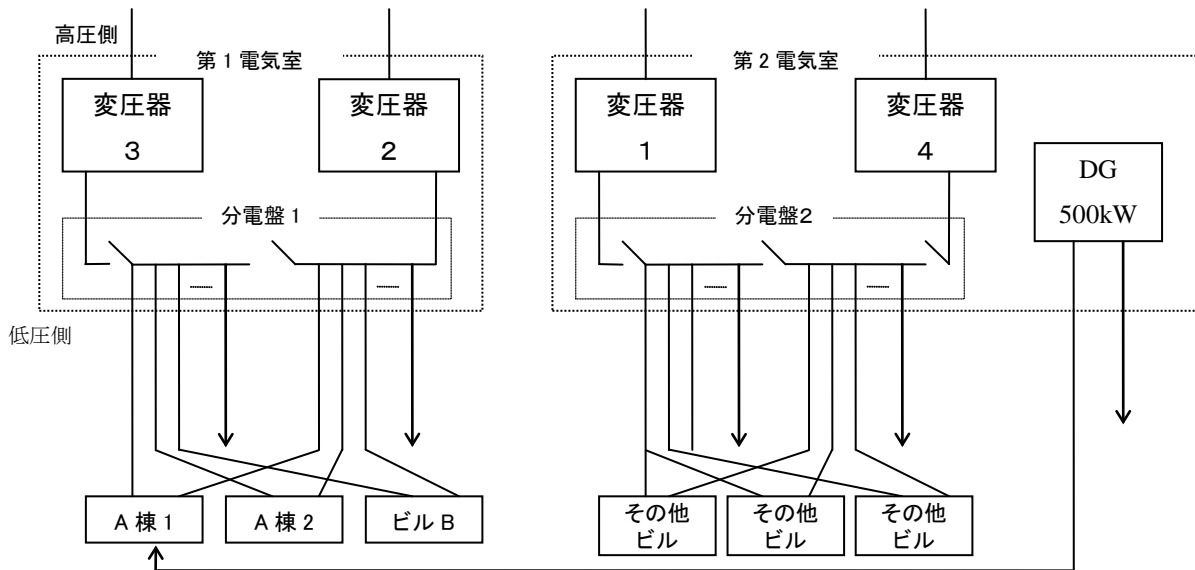 高圧側
第１電気室
第２電気室
変圧器
３
変圧器
２
変圧器
１
変圧器
４
DG
500kW
分電盤１
分電盤２
低圧側
A 棟１
A 棟２
ビル B
その他
ビル
その他
ビル
その他
ビル